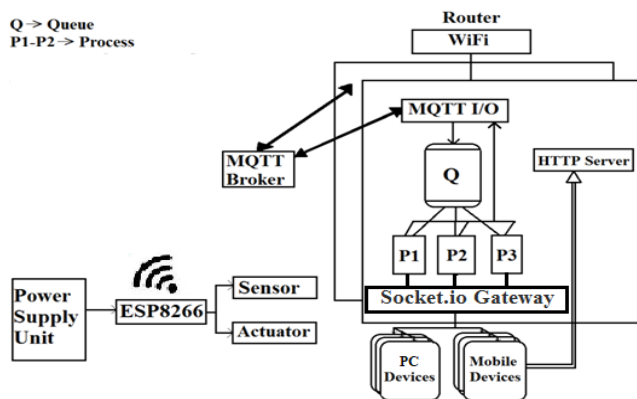 Q -> Queue
P1-P2 -> Process
Router
WiFi
MQTT I/O
MQTT
Broker
Q
HTTP Server
P1 P2 P3
Socket.io Gateway
Power
Supply
Unit
ESP8266
Sensor
Actuator
PC
Devices
Mobile
Devices